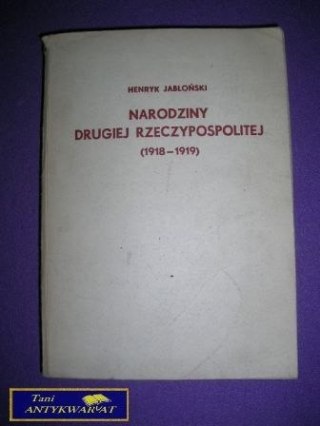 HENRYK JABŁOŃSKI
NARODZINY
DRUGIEJ RZECZYPOSPOLITEJ
(1918-1919)
Tani
ANTYKWARYAT